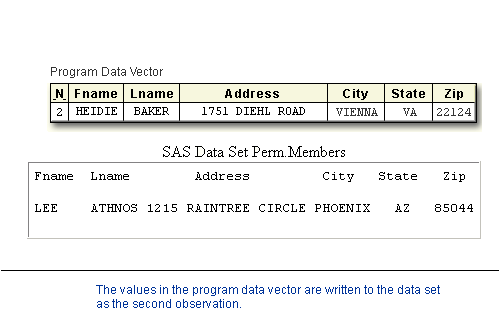 Program Data Vector
_N_ Fname Lname Address City State Zip
2 HEIDIE BAKER 1751 DIEHL ROAD VIENNA VA 22124
SAS Data Set Perm.Members
Fname Lname Address City State Zip
LEE ATHNOS 1215 RAINTREE CIRCLE PHOENIX AZ 85044
The values in the program data vector are written to the data set
as the second observation.